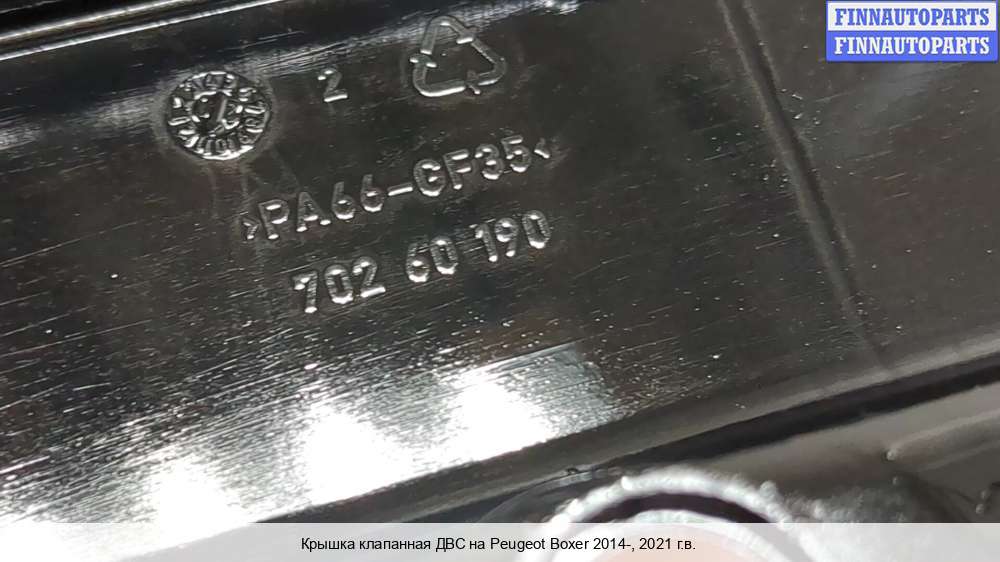 FINNAUTOPARTS
FINNAUTOPARTS
2
>PA66-GF35<
702 60 190
Крышка клапанная ДВС на Peugeot Boxer 2014-, 2021 г.в.